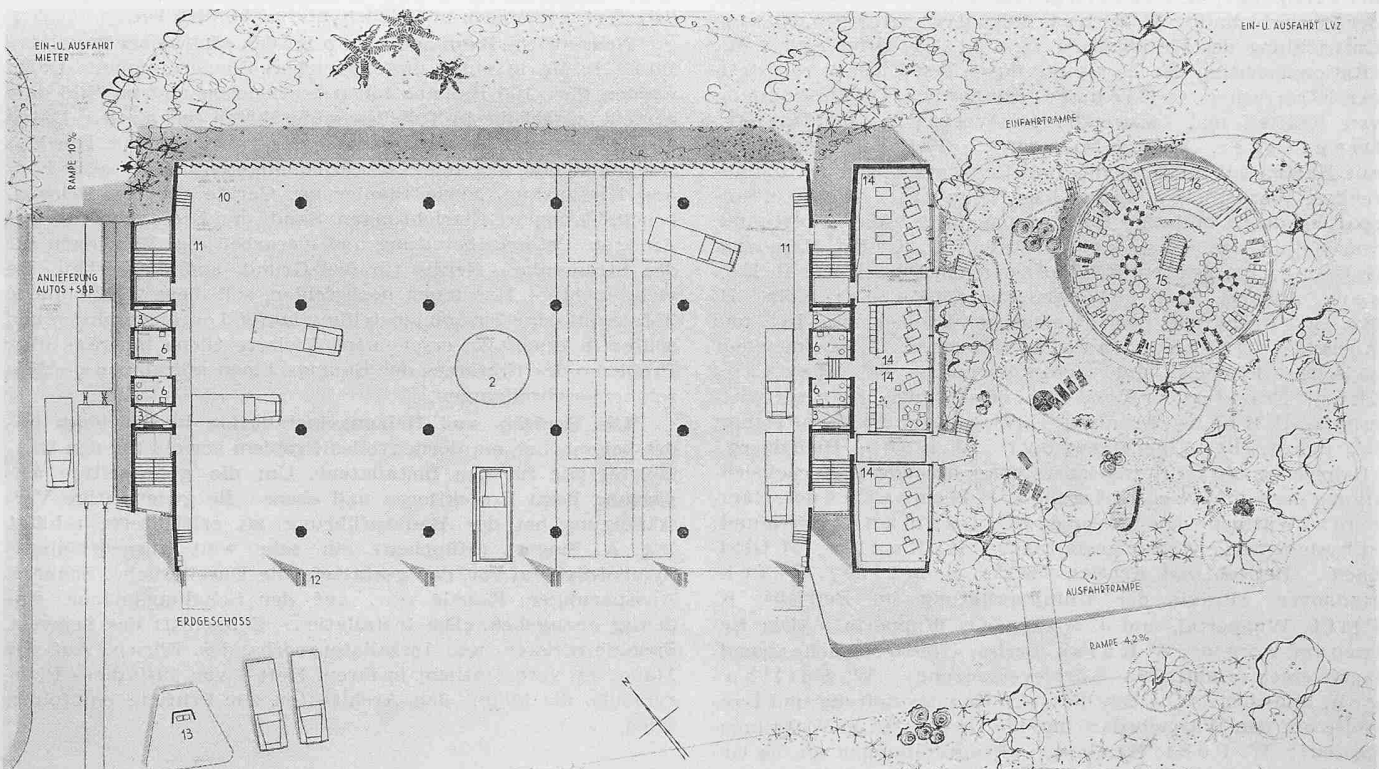 EIN-U. AUSFAHRT
MIETER
EIN-U. AUSFAHRT LVZ
EINFAHRTRAMPE
RAMPE 10%
10
14
16
11
11
ANLIEFERUNG
AUTOS + SBB
15
3
3
6
6
14
2
14
6
6
3
3
14
12
AUSFAHRTRAMPE
ERDGESCHOSS
RAMPE 4,2%
13